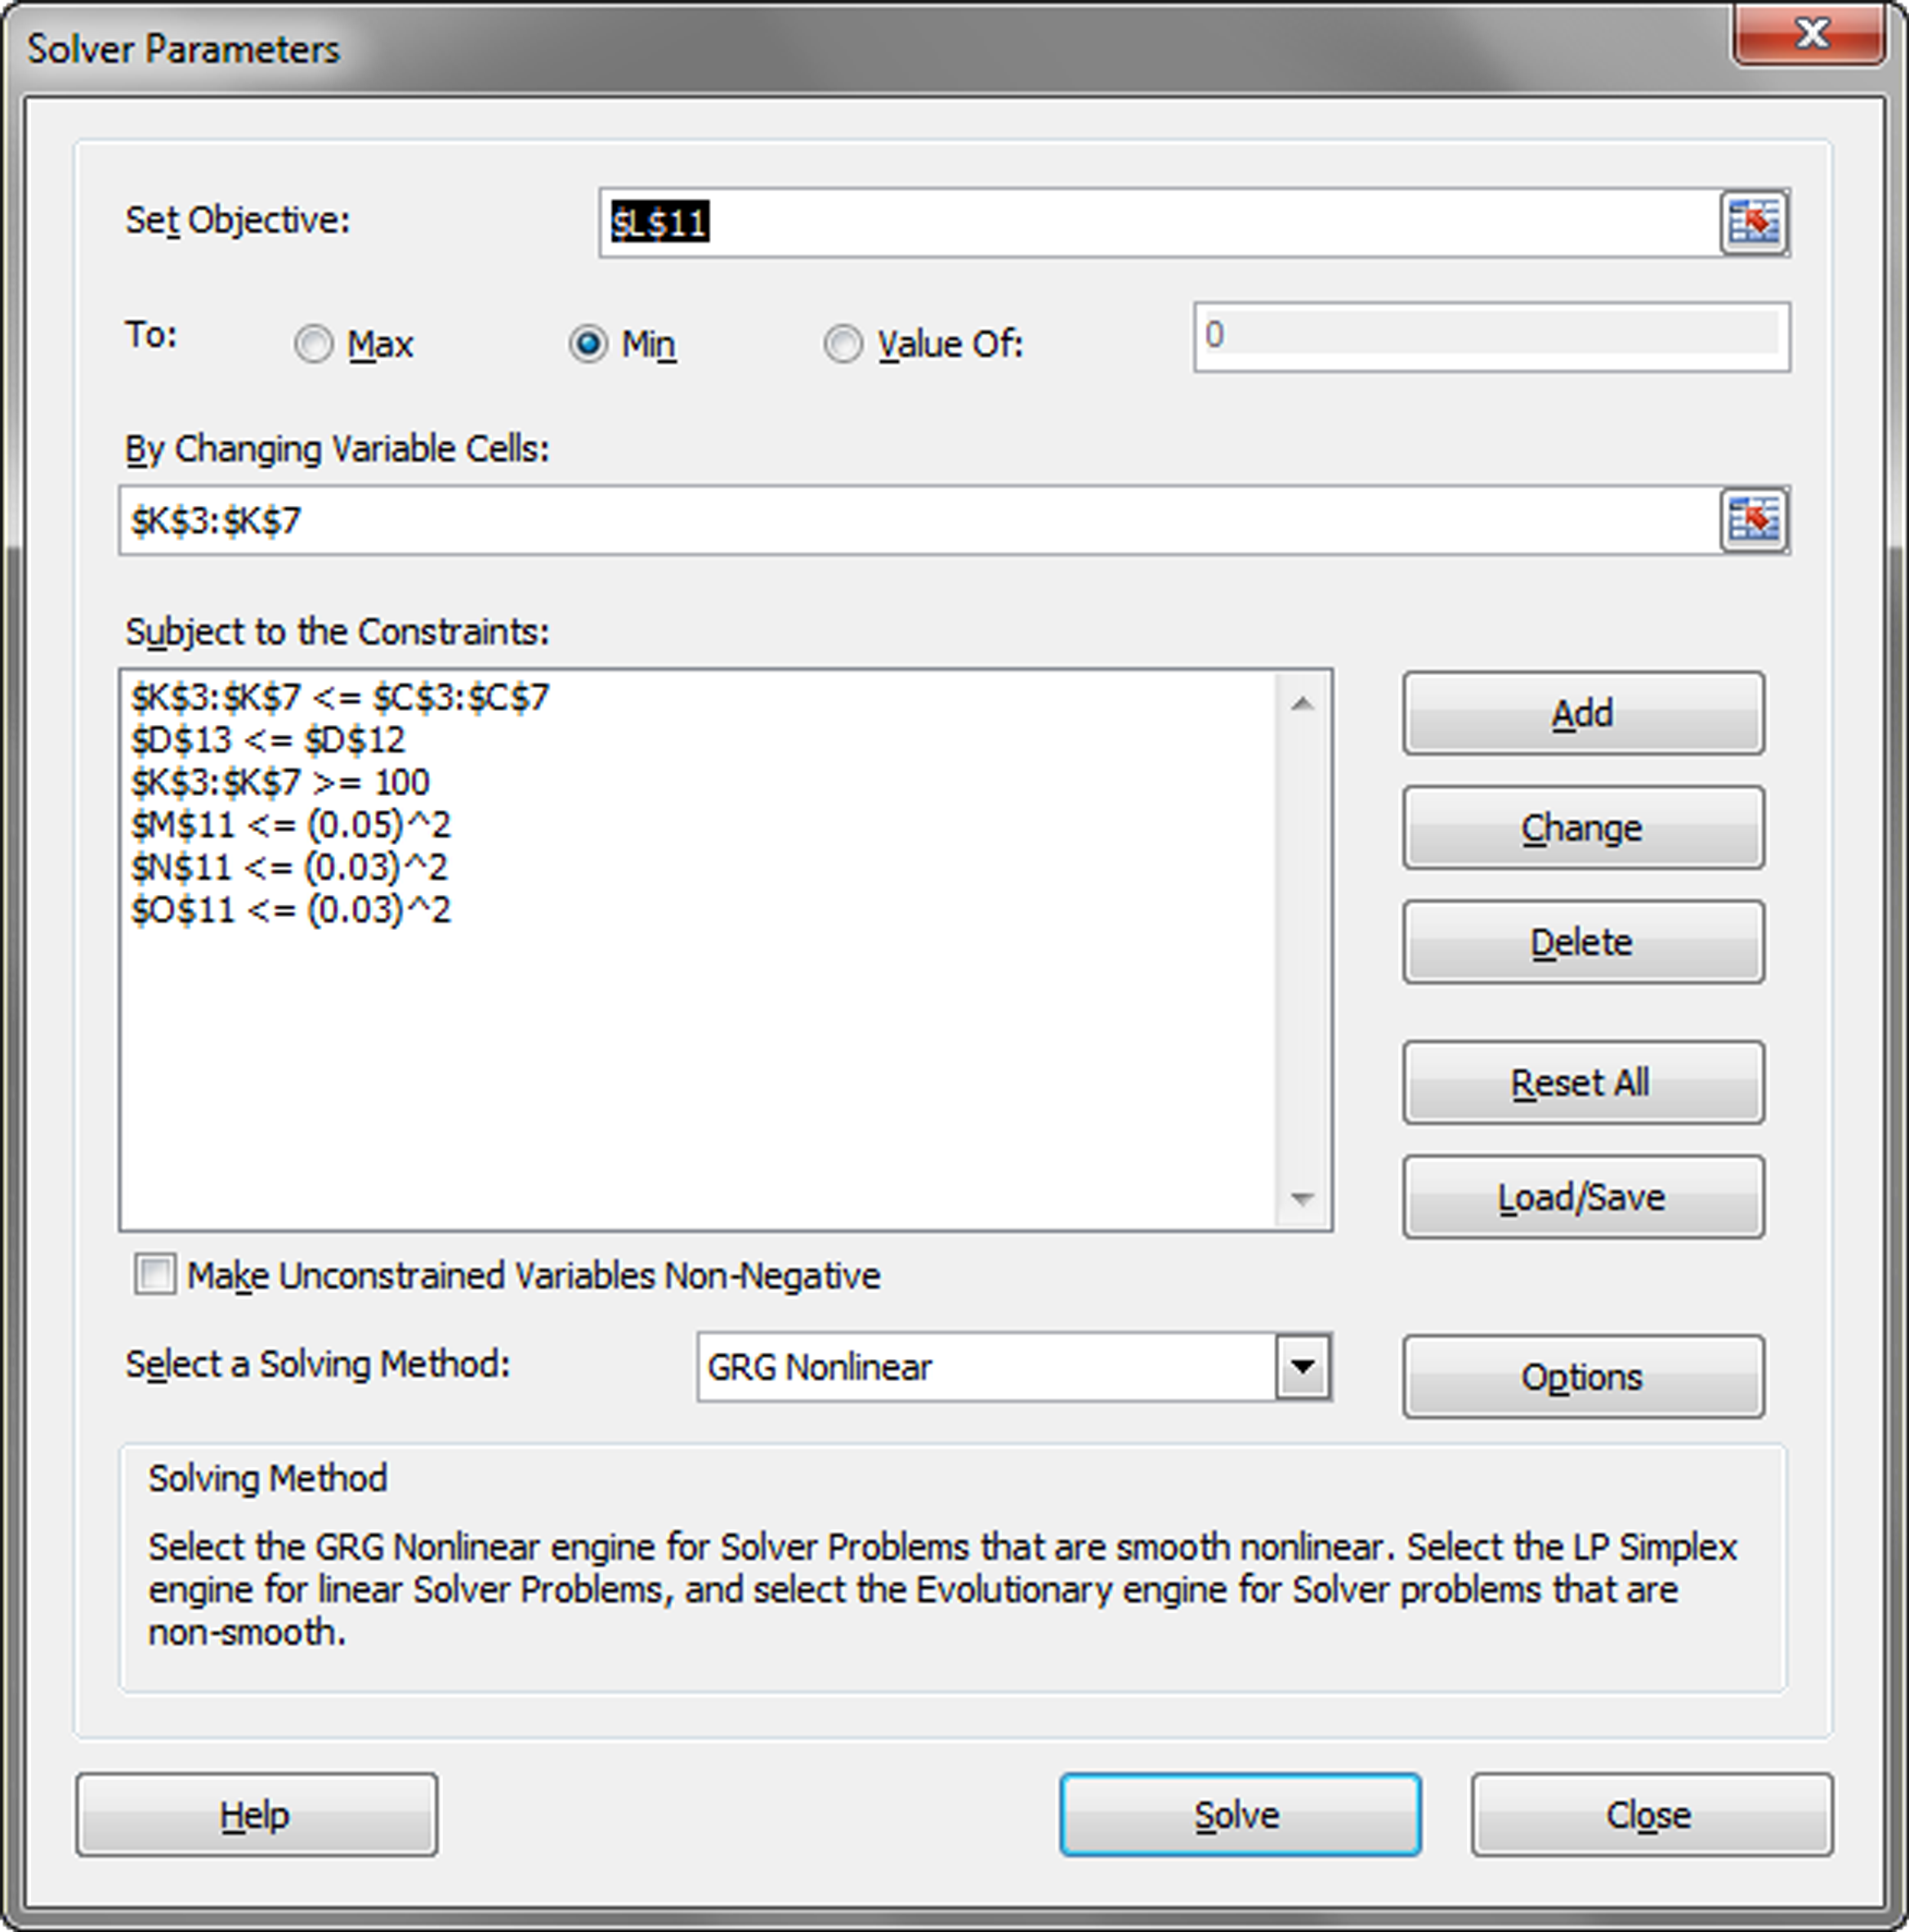 Solver Parameters
Set Objective: $L$11
To: Max Min Value Of: 0
By Changing Variable Cells:
$K$3:$K$7
Subject to the Constraints:
$K$3:$K$7 <= $C$3:$C$7
$D$13 <= $D$12
$K$3:$K$7 >= 100
$M$11 <= (0.05)^2
$N$11 <= (0.03)^2
$O$11 <= (0.03)^2
Add
Change
Delete
Reset All
Load/Save
Make Unconstrained Variables Non-Negative
Select a Solving Method: GRG Nonlinear Options
Solving Method
Select the GRG Nonlinear engine for Solver Problems that are smooth nonlinear. Select the LP Simplex
engine for linear Solver Problems, and select the Evolutionary engine for Solver problems that are
non-smooth.
Help Solve Close